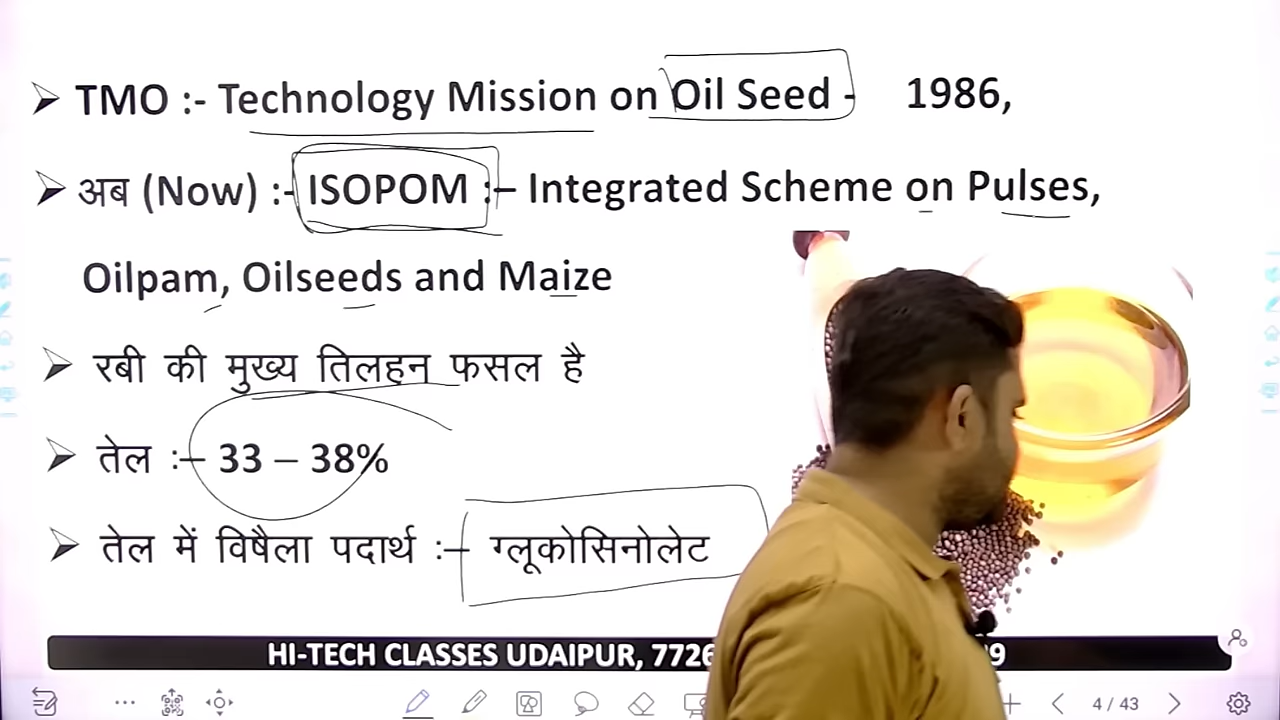 TMO :- Technology Mission on Oil Seed - 1986,
अब (Now) :- ISOPOM :– Integrated Scheme on Pulses,
Oilpam, Oilseeds and Maize
रबी की मुख्य तिलहन फसल है
तेल :– 33 – 38%
तेल में विषैला पदार्थ :– ग्लूकोसिनोलेट
HI-TECH CLASSES UDAIPUR,
4 / 43